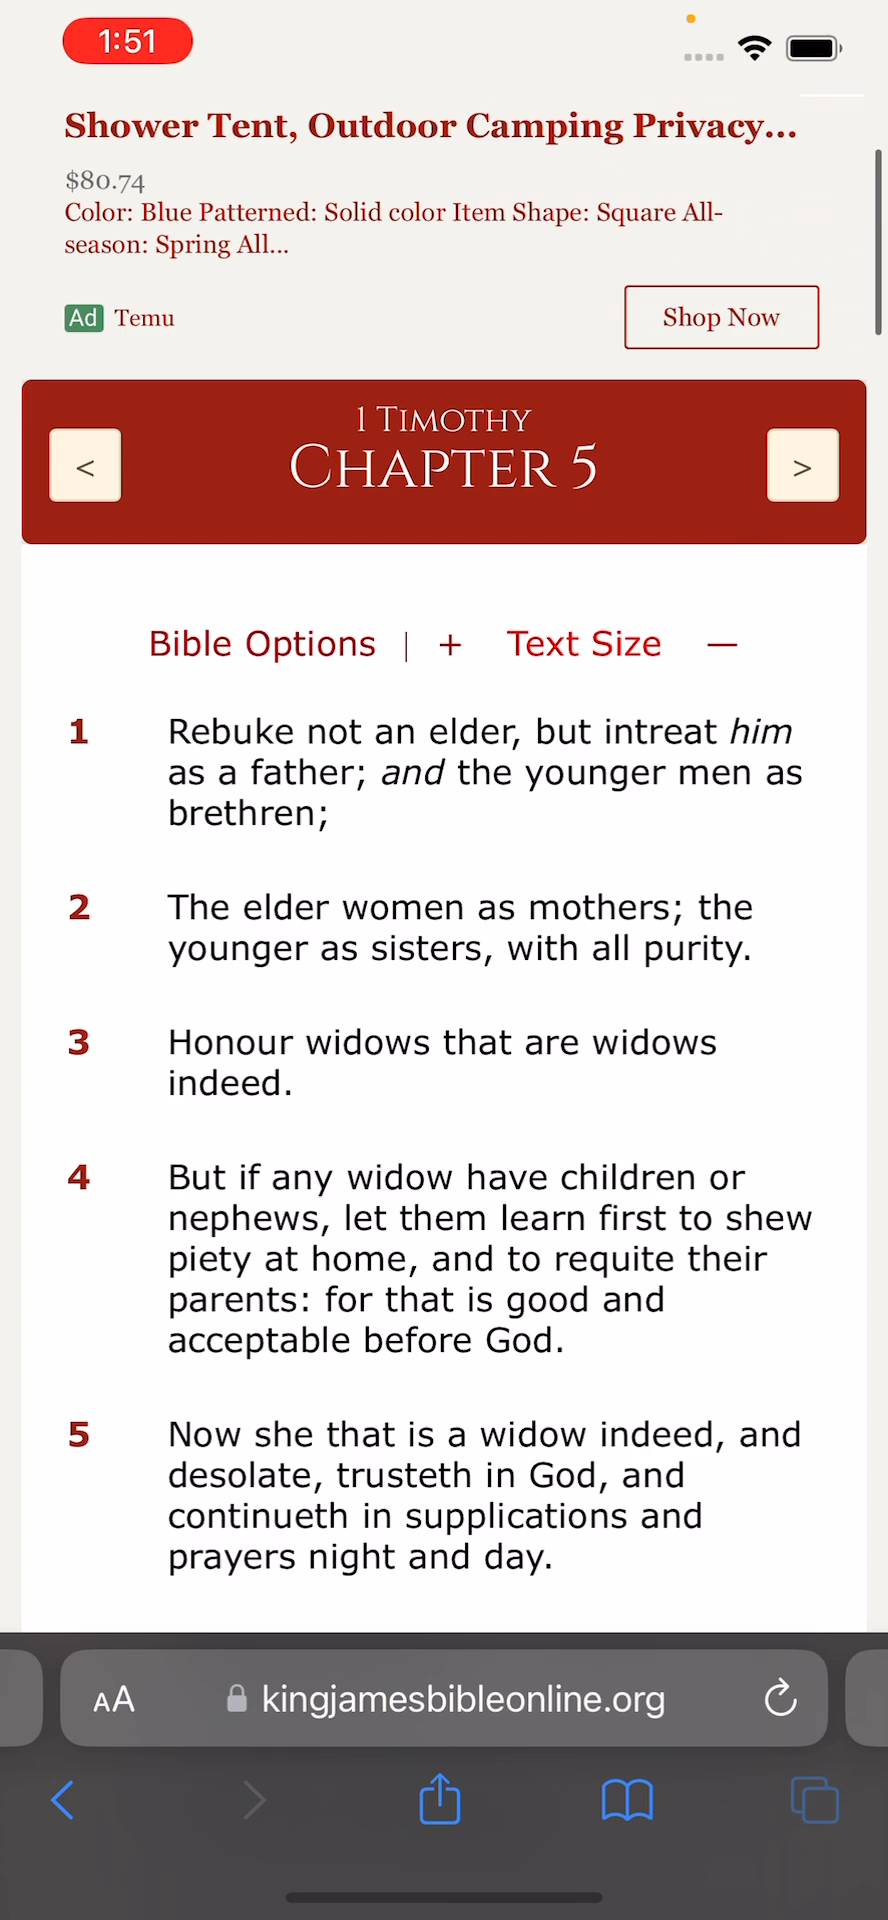 1:51
Shower Tent, Outdoor Camping Privacy...
$80.74
Color: Blue Patterned: Solid color Item Shape: Square All-
season: Spring All...
Ad Temu
Shop Now
1 Timothy
Chapter 5
<
>
Bible Options | + Text Size —
1 Rebuke not an elder, but intreat him
as a father; and the younger men as
brethren;
2 The elder women as mothers; the
younger as sisters, with all purity.
3 Honour widows that are widows
indeed.
4 But if any widow have children or
nephews, let them learn first to shew
piety at home, and to requite their
parents: for that is good and
acceptable before God.
5 Now she that is a widow indeed, and
desolate, trusteth in God, and
continueth in supplications and
prayers night and day.
AA kingjamesbibleonline.org